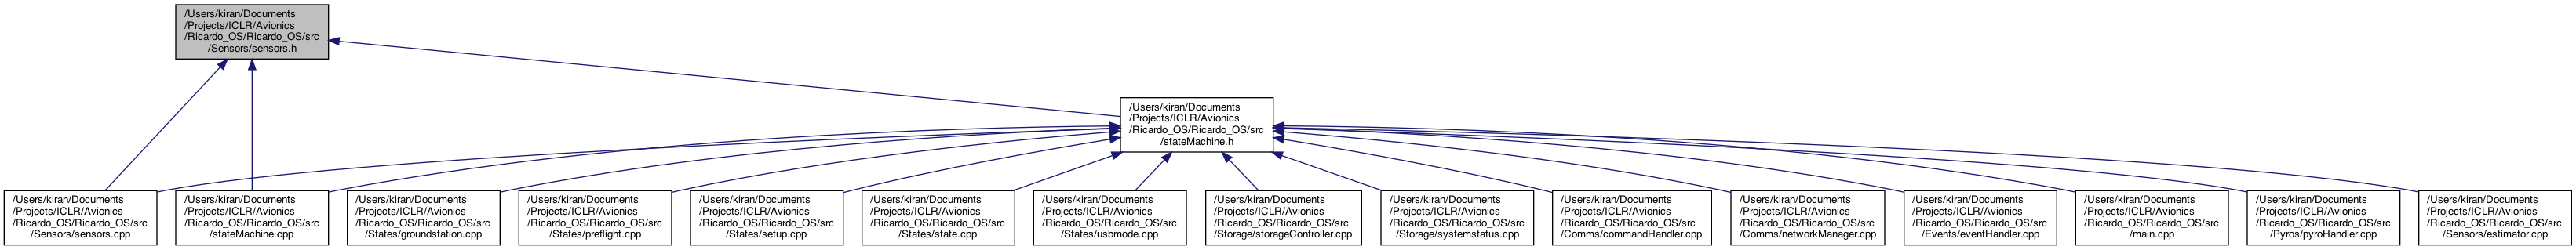 /Users/kiran/Documents
/Projects/ICLR/Avionics
/Ricardo_OS/Ricardo_OS/src
/Sensors/sensors.h
/Users/kiran/Documents
/Projects/ICLR/Avionics
/Ricardo_OS/Ricardo_OS/src
/stateMachine.h
/Users/kiran/Documents
/Projects/ICLR/Avionics
/Ricardo_OS/Ricardo_OS/src
/Sensors/sensors.cpp
/Users/kiran/Documents
/Projects/ICLR/Avionics
/Ricardo_OS/Ricardo_OS/src
/stateMachine.cpp
/Users/kiran/Documents
/Projects/ICLR/Avionics
/Ricardo_OS/Ricardo_OS/src
/States/groundstation.cpp
/Users/kiran/Documents
/Projects/ICLR/Avionics
/Ricardo_OS/Ricardo_OS/src
/States/preflight.cpp
/Users/kiran/Documents
/Projects/ICLR/Avionics
/Ricardo_OS/Ricardo_OS/src
/States/setup.cpp
/Users/kiran/Documents
/Projects/ICLR/Avionics
/Ricardo_OS/Ricardo_OS/src
/States/state.cpp
/Users/kiran/Documents
/Projects/ICLR/Avionics
/Ricardo_OS/Ricardo_OS/src
/States/usbmode.cpp
/Users/kiran/Documents
/Projects/ICLR/Avionics
/Ricardo_OS/Ricardo_OS/src
/Storage/storageController.cpp
/Users/kiran/Documents
/Projects/ICLR/Avionics
/Ricardo_OS/Ricardo_OS/src
/Storage/systemstatus.cpp
/Users/kiran/Documents
/Projects/ICLR/Avionics
/Ricardo_OS/Ricardo_OS/src
/Comms/commandHandler.cpp
/Users/kiran/Documents
/Projects/ICLR/Avionics
/Ricardo_OS/Ricardo_OS/src
/Comms/networkManager.cpp
/Users/kiran/Documents
/Projects/ICLR/Avionics
/Ricardo_OS/Ricardo_OS/src
/Events/eventHandler.cpp
/Users/kiran/Documents
/Projects/ICLR/Avionics
/Ricardo_OS/Ricardo_OS/src
/main.cpp
/Users/kiran/Documents
/Projects/ICLR/Avionics
/Ricardo_OS/Ricardo_OS/src
/Pyros/pyroHandler.cpp
/Users/kiran/Documents
/Projects/ICLR/Avionics
/Ricardo_OS/Ricardo_OS/src
/Sensors/estimator.cpp